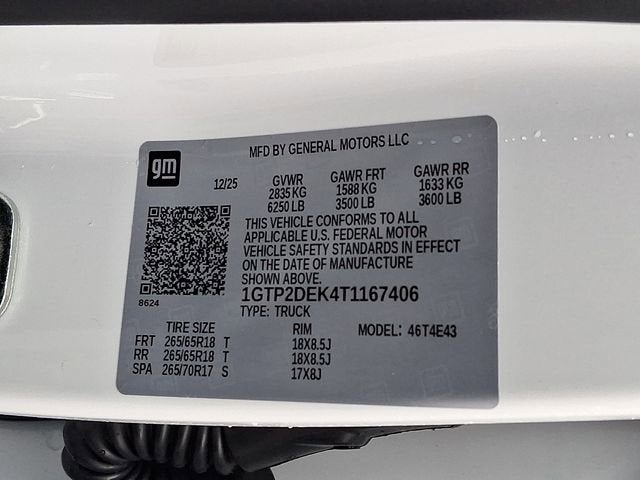 gm
MFD BY GENERAL MOTORS LLC
12/25
GVWR GAWR FRT GAWR RR
2835 KG 1588 KG 1633 KG
6250 LB 3500 LB 3600 LB
THIS VEHICLE CONFORMS TO ALL
APPLICABLE U.S. FEDERAL MOTOR
VEHICLE SAFETY STANDARDS IN EFFECT
ON THE DATE OF MANUFACTURE
SHOWN ABOVE.
8624
1GTP2DEK4T1167406
TYPE: TRUCK
TIRE SIZE RIM MODEL: 46T4E43
FRT 265/65R18 T 18X8.5J
RR 265/65R18 T 18X8.5J
SPA 265/70R17 S 17X8J